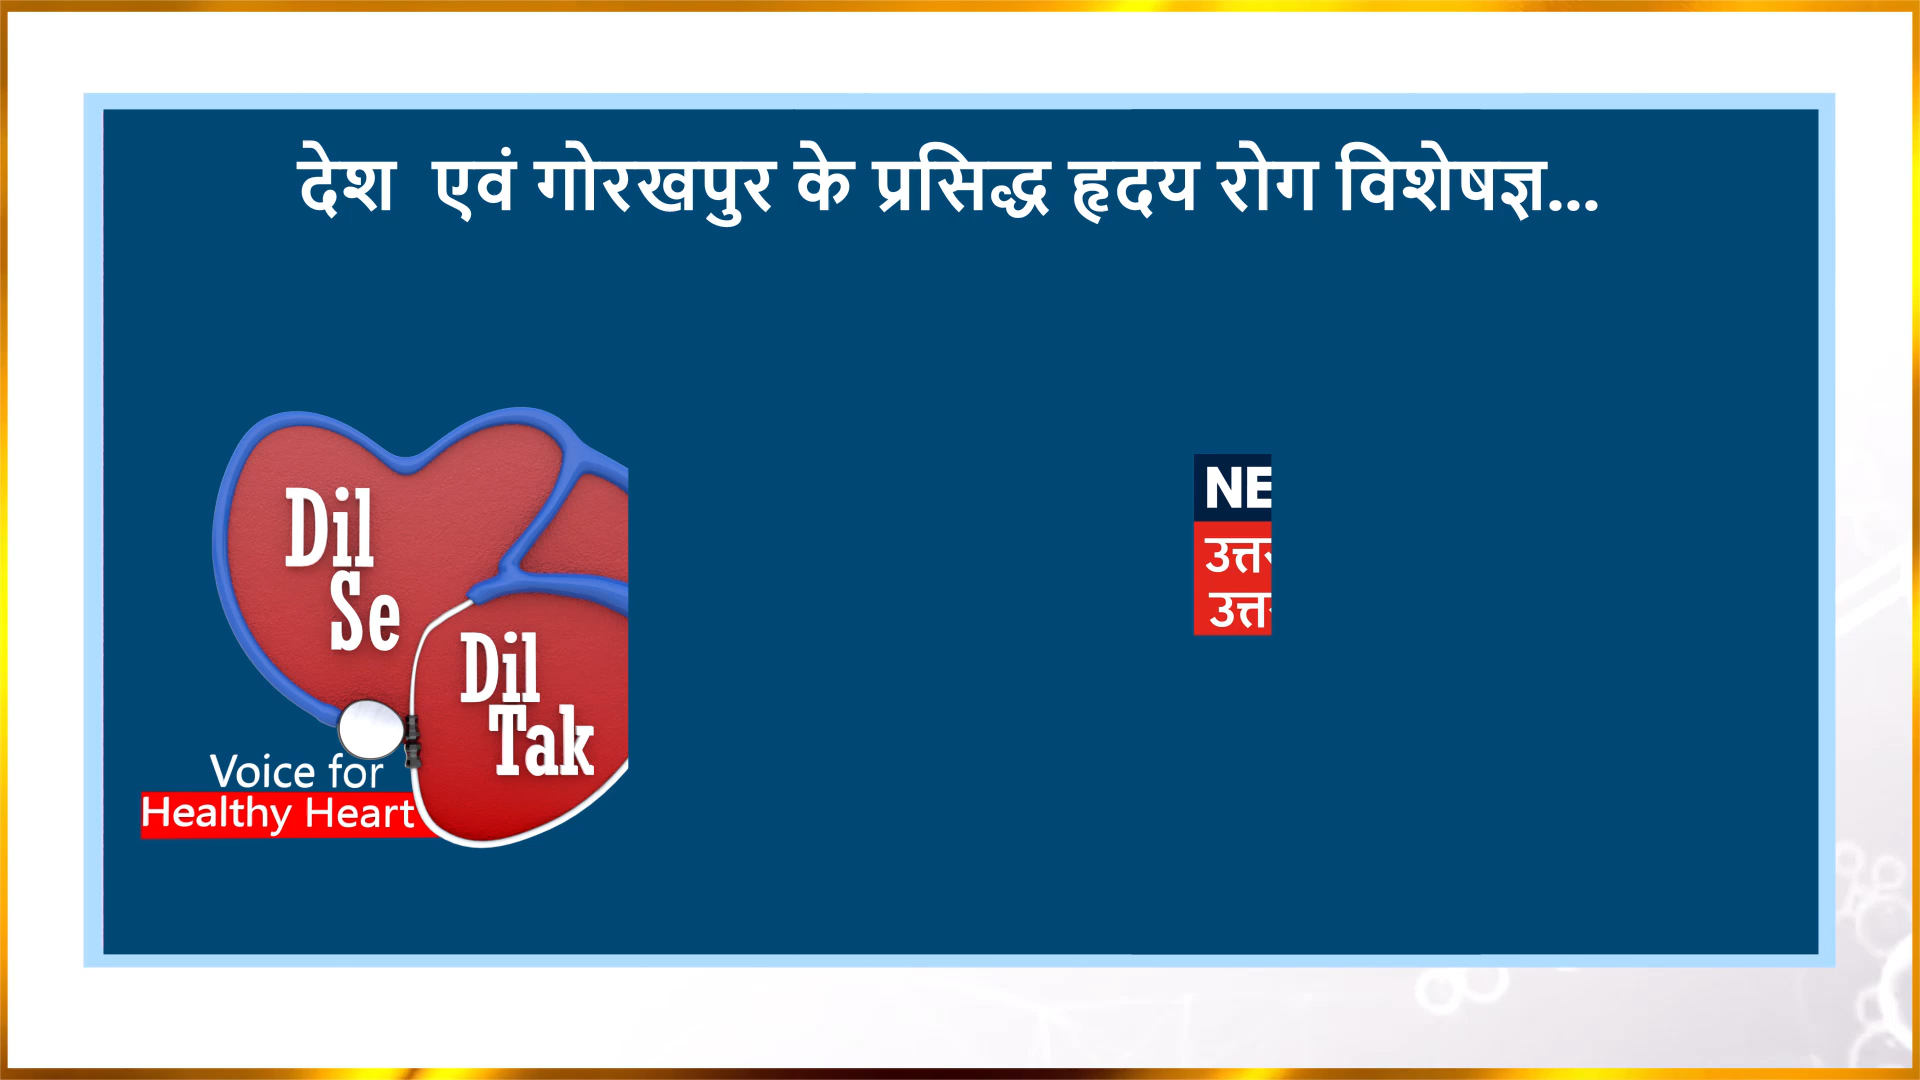 देश  एवं गोरखपुर के प्रसिद्ध हृदय रोग विशेषज्ञ...
Dil
Se
Dil
Tak
Voice for
Healthy Heart